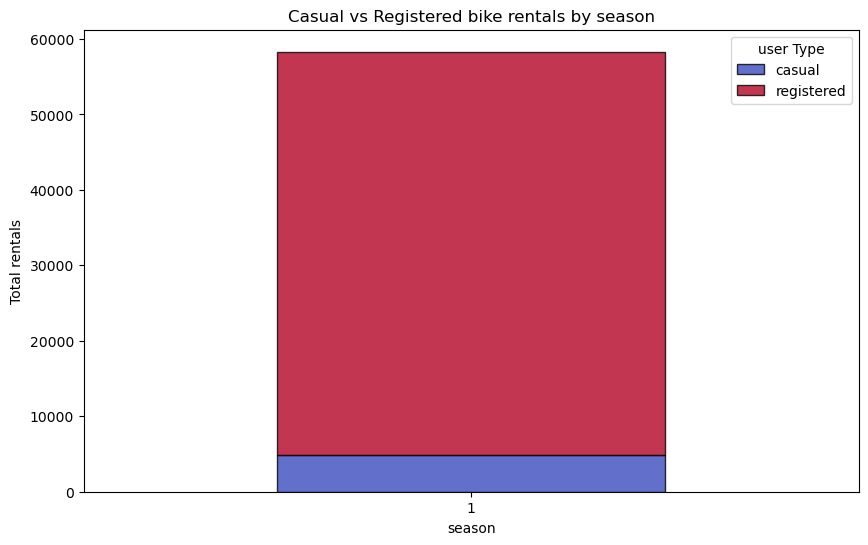 Casual vs Registered bike rentals by season
user Type
casual
registered
60000
50000
40000
30000
20000
10000
0
Total rentals
1
season